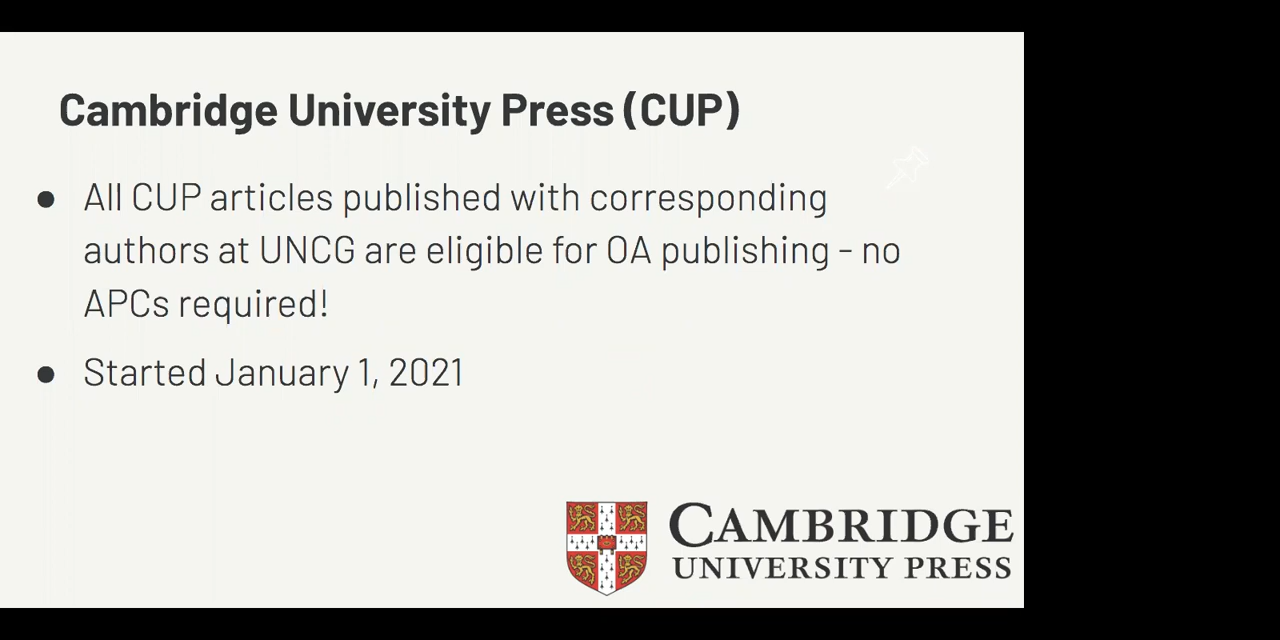 Cambridge University Press (CUP)
● All CUP articles published with corresponding
authors at UNCG are eligible for OA publishing - no
APCs required!
● Started January 1, 2021
CAMBRIDGE
UNIVERSITY PRESS